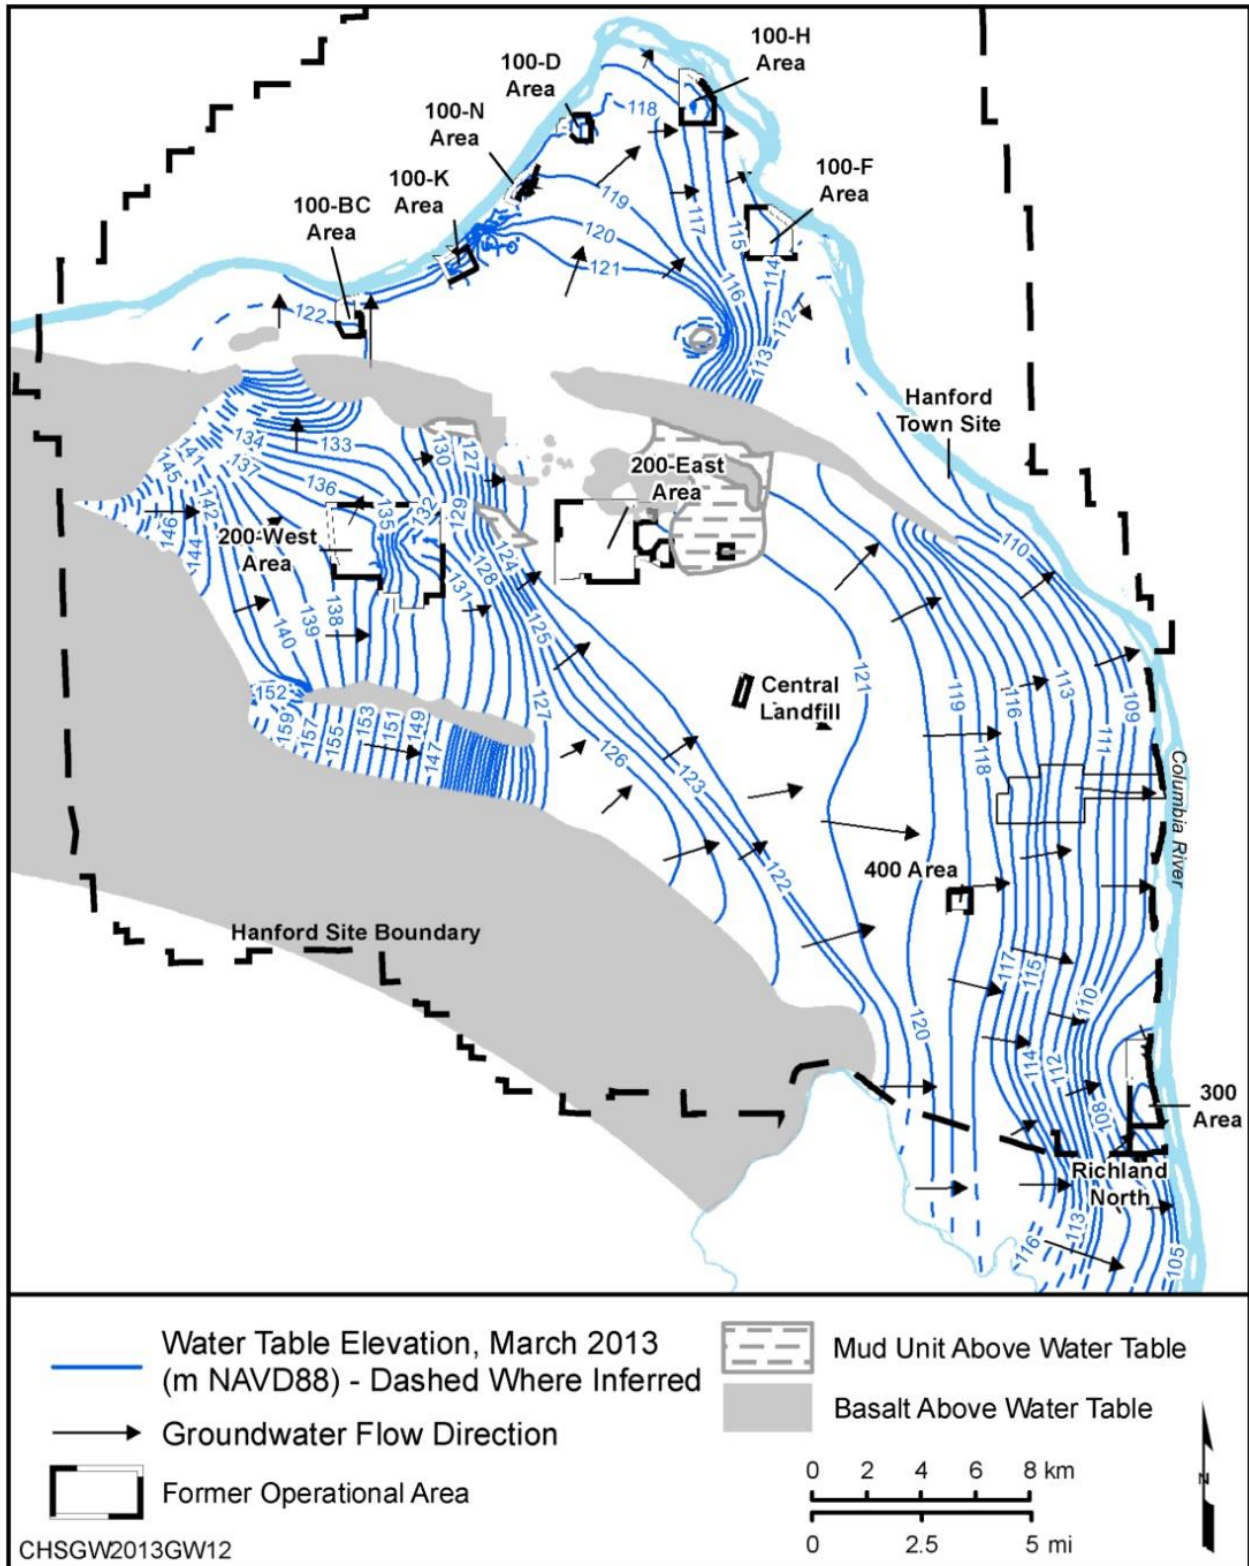 100-H
Area
100-D
Area
100-N
Area
100-K
Area
100-F
Area
100-BC
Area
118
119
120
121
117
116
115
114
113
112
122
Hanford
Town Site
200-East
Area
200-West
Area
134
133
130
127
141
137
136
145
142
146
144
135
132
129
124
128
131
125
138
139
140
127
152
159
157
155
153
151
149
147
126
123
122
Central
Landfill
121
119
118
116
113
111
110
109
Columbia River
400 Area
Hanford Site Boundary
117
115
110
114
112
108
120
300
Area
Richland
North
116
113
105
Water Table Elevation, March 2013
(m NAVD88) - Dashed Where Inferred
Groundwater Flow Direction
Former Operational Area
Mud Unit Above Water Table
Basalt Above Water Table
0 2 4 6 8 km
0 2.5 5 mi
N
CHSGW2013GW12